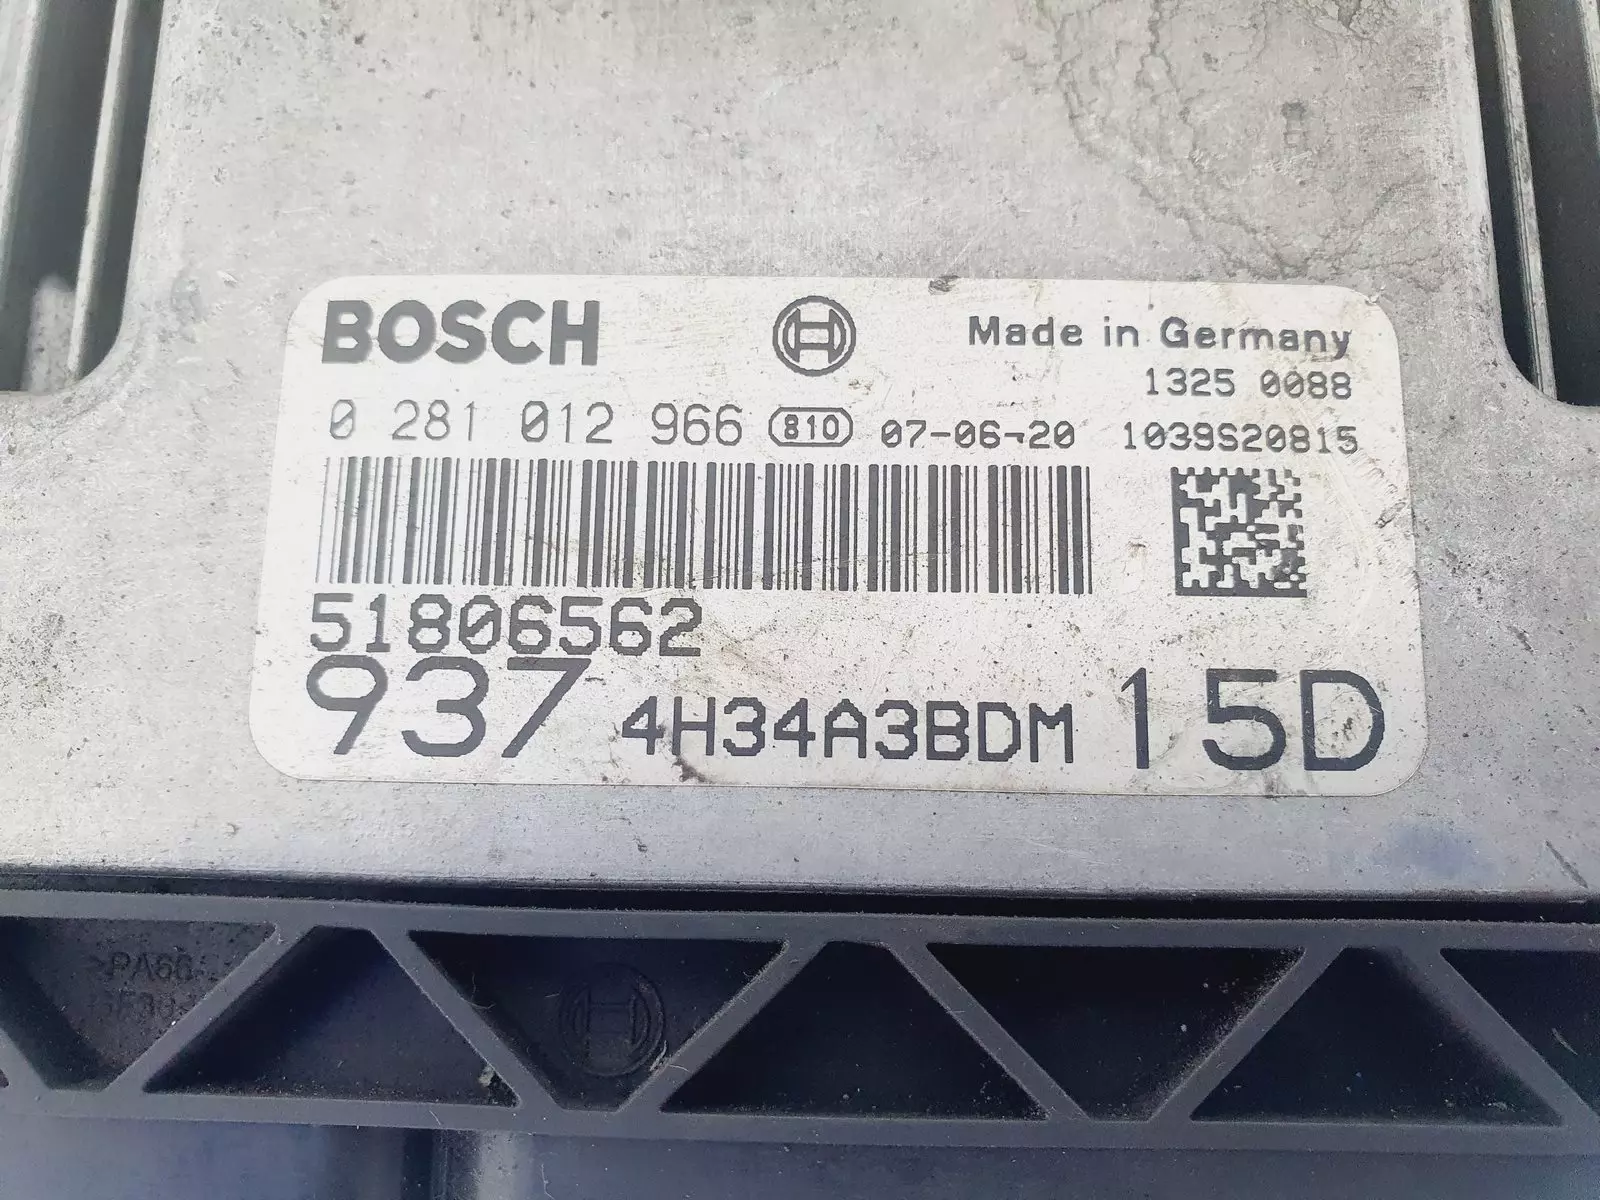 BOSCH Made in Germany
1325 0088
0 281 012 966 810 07-06-20 1039S20815
51806562
937 4H34A3BDM 15D